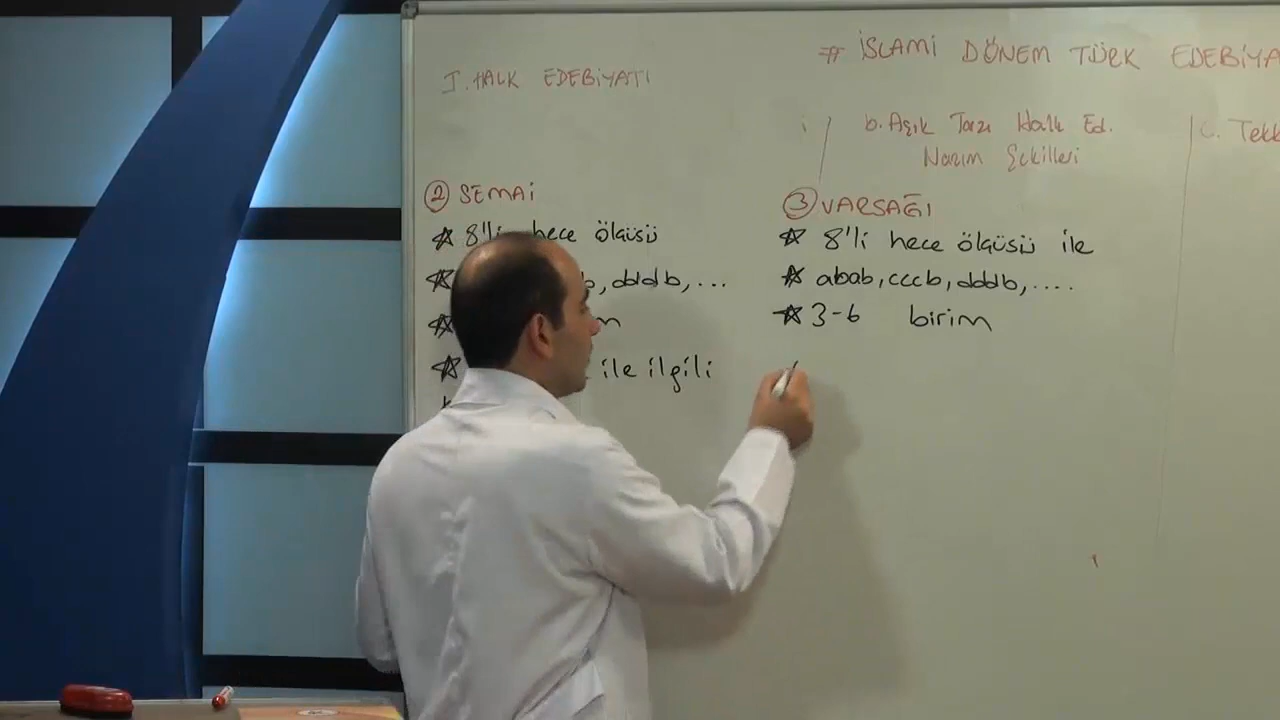 # İSLAMİ DÖNEM TÜRK EDEBİYA
I. HALK EDEBİYATI
b. Aşık Tarzı Halk Ed.
Nazım Şekilleri
c. Tekk
2 SEMAİ
8'li hece ölçüsü
b, dddb, ...
ile ilgili
3 VARSAĞI
8'li hece ölçüsü ile
abab, cccb, dddb, ....
3-6 birim